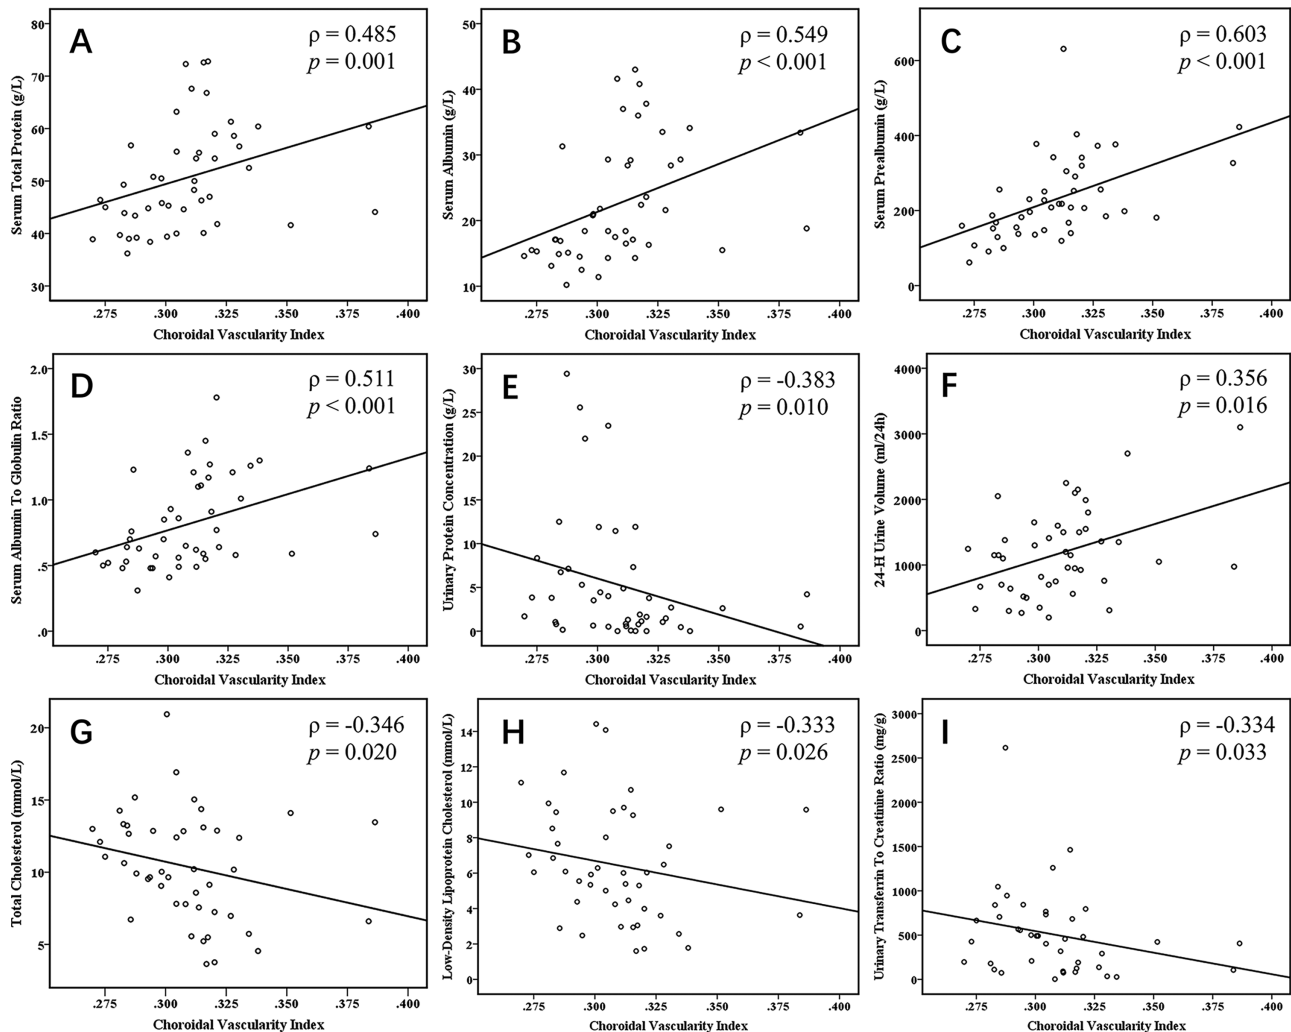 A
ρ = 0.485
p = 0.001
Serum Total Protein (g/L)
80
70
60
50
40
30
.275 .300 .325 .350 .375 .400
Choroidal Vascularity Index
B
ρ = 0.549
p < 0.001
Serum Albumin (g/L)
50
40
30
20
10
.275 .300 .325 .350 .375 .400
Choroidal Vascularity Index
C
ρ = 0.603
p < 0.001
Serum Prealbumin (g/L)
600
400
200
0
.275 .300 .325 .350 .375 .400
Choroidal Vascularity Index
D
ρ = 0.511
p < 0.001
Serum Albumin To Globulin Ratio
2.0
1.5
1.0
.5
.0
.275 .300 .325 .350 .375 .400
Choroidal Vascularity Index
E
ρ = -0.383
p = 0.010
Urinary Protein Concentration (g/L)
30
25
20
15
10
5
0
.275 .300 .325 .350 .375 .400
Choroidal Vascularity Index
F
ρ = 0.356
p = 0.016
24-H Urine Volume (ml/24h)
4000
3000
2000
1000
0
.275 .300 .325 .350 .375 .400
Choroidal Vascularity Index
G
ρ = -0.346
p = 0.020
Total Cholesterol (mmol/L)
20
15
10
5
.275 .300 .325 .350 .375 .400
Choroidal Vascularity Index
H
ρ = -0.333
p = 0.026
Low-Density Lipoprotein Cholesterol (mmol/L)
14
12
10
8
6
4
2
0
.275 .300 .325 .350 .375 .400
Choroidal Vascularity Index
I
ρ = -0.334
p = 0.033
Urinary Transferrin To Creatinine Ratio (mg/g)
3000
2500
2000
1500
1000
500
0
.275 .300 .325 .350 .375 .400
Choroidal Vascularity Index